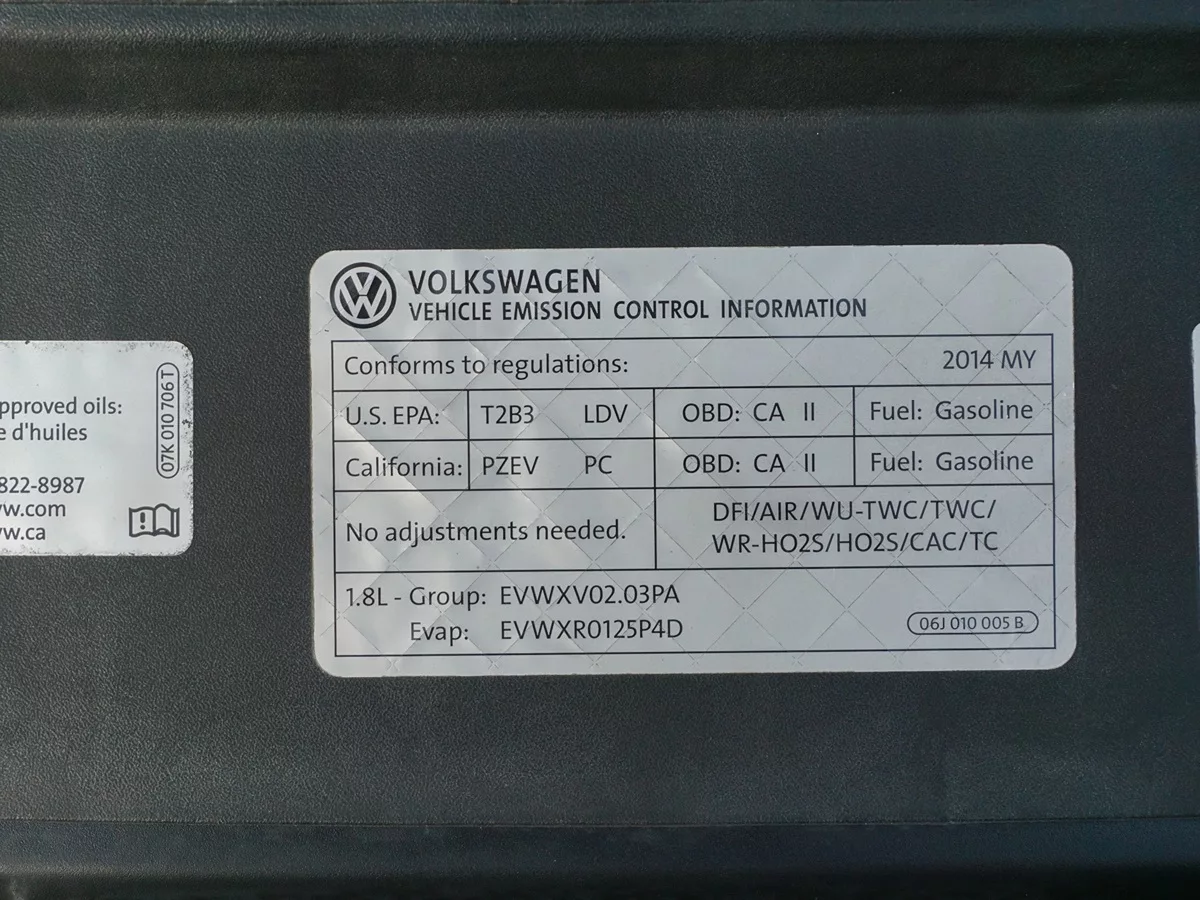 VOLKSWAGEN
VEHICLE EMISSION CONTROL INFORMATION
Conforms to regulations: 2014 MY
U.S. EPA: T2B3 LDV OBD: CA II Fuel: Gasoline
California: PZEV PC OBD: CA II Fuel: Gasoline
No adjustments needed.
DFI/AIR/WU-TWC/TWC/
WR-HO2S/HO2S/CAC/TC
1.8L - Group: EVWXV02.03PA
Evap: EVWXR0125P4D
06J 010 005 B
pproved oils:
e d'huiles
822-8987
w.com
w.ca
07K 010 706 T